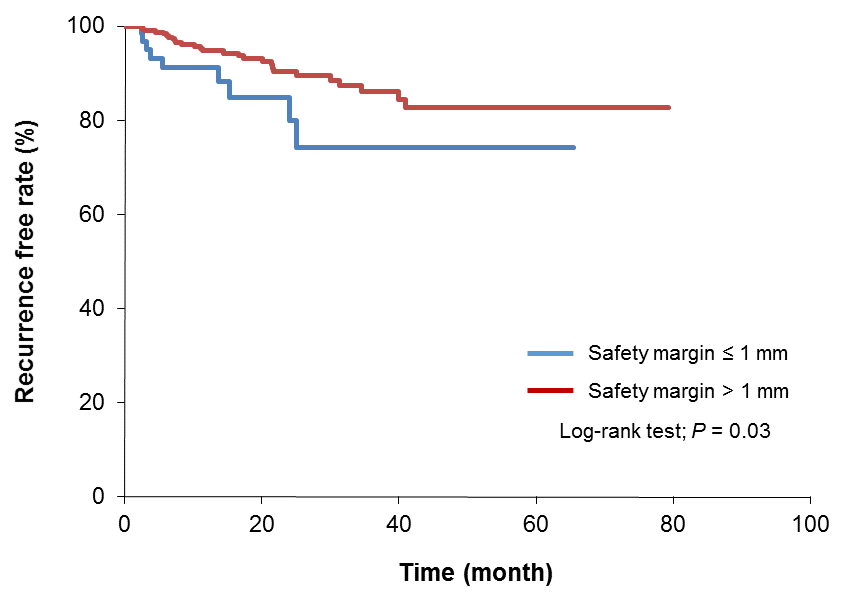 100
80
60
40
20
0
Recurrence free rate (%)
Safety margin ≤ 1 mm
Safety margin > 1 mm
Log-rank test; P = 0.03
0 20 40 60 80 100
Time (month)